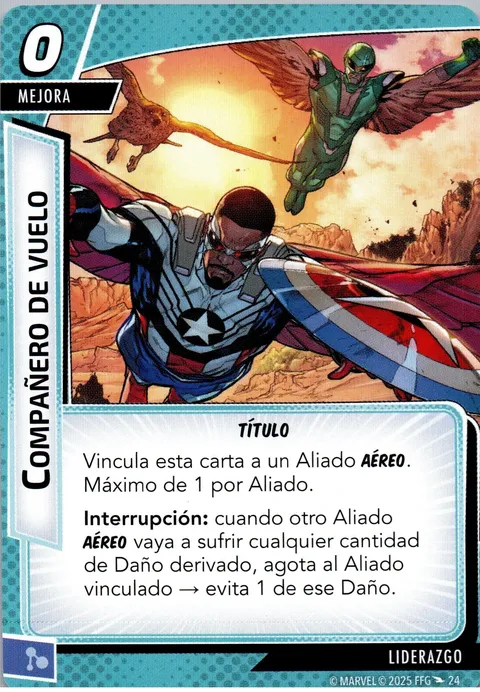 0
MEJORA
COMPAÑERO DE VUELO
TÍTULO
Vincula esta carta a un Aliado AÉREO.
Máximo de 1 por Aliado.
Interrupción: cuando otro Aliado
AÉREO vaya a sufrir cualquier cantidad
de Daño derivado, agota al Aliado
vinculado → evita 1 de ese Daño.
LIDERAZGO
© MARVEL © 2025 FFG 24